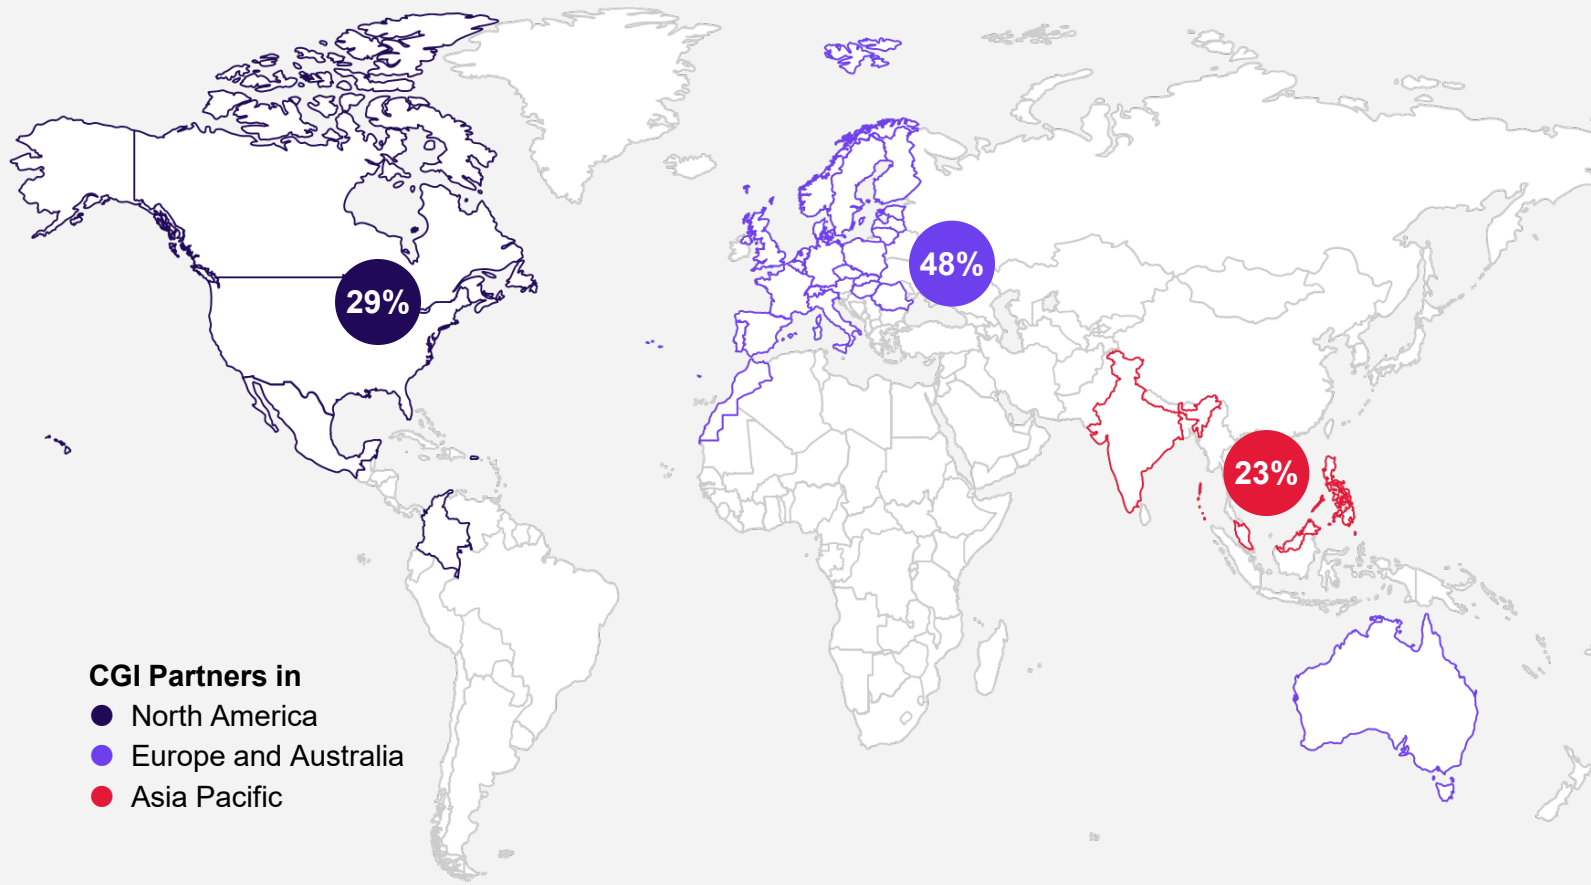 29%
48%
23%
CGI Partners in
North America
Europe and Australia
Asia Pacific